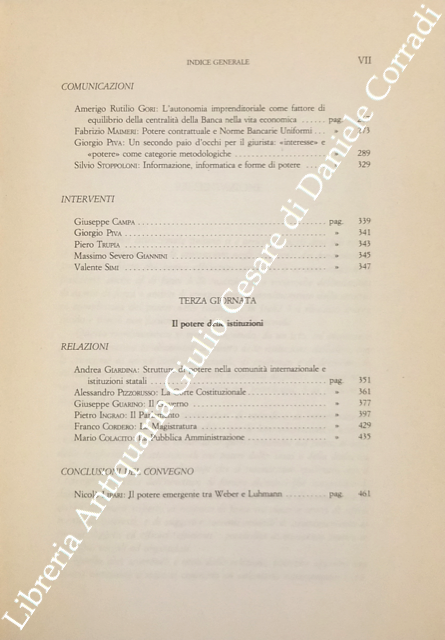 INDICE GENERALE VII
COMUNICAZIONI
Amerigo Rutilio GORI: L'autonomia imprenditoriale come fattore di
equilibrio della centralità della Banca nella vita economica ...... pag.
Fabrizio MAIMERI: Potere contrattuale e Norme Bancarie Uniformi ... »
Giorgio PIVA: Un secondo paio d'occhi per il giurista: «interesse» e
«potere» come categorie metodologiche .................... » 289
Silvio STOPPOLONI: Informazione, informatica e forme di potere ...... 329
INTERVENTI
Giuseppe CAMPA .......................................... pag. 339
Giorgio PIVA ............................................. » 341
Piero TRUPIA ............................................ » 343
Massimo Severo GIANNINI .................................. » 345
Valente SIMI ............................................. » 347
TERZA GIORNATA
Il potere delle istituzioni
RELAZIONI
Andrea GIARDINA: Strutture di potere nella comunità internazionale e
istituzioni statali ........................................ pag. 351
Alessandro PIZZORUSSO: La Corte Costituzionale .................. » 361
Giuseppe GUARINO: Il Governo ............................... » 377
Pietro INGRAO: Il Parlamento ................................. » 397
Franco CORDERO: La Magistratura ............................. » 429
Mario COLACITO: La Pubblica Amministrazione .................. » 435
CONCLUSIONI DEL CONVEGNO
Nicolò LIPARI: Il potere emergente tra Weber e Luhmann .......... pag. 461
Libreria Antiquaria Giulio Cesare di Daniele Corradi